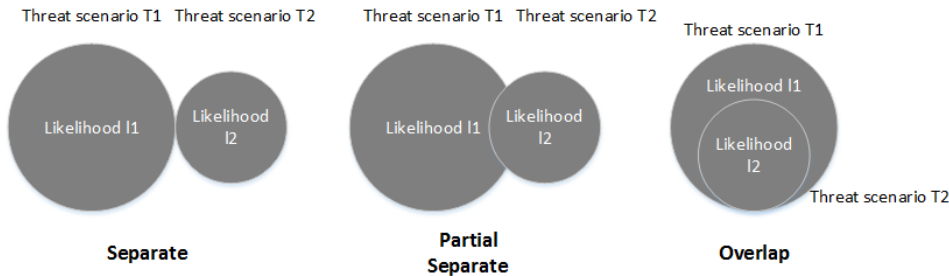 Threat scenario T1
Threat scenario T2
Likelihood l1
Likelihood
l2
Separate
Threat scenario T1
Threat scenario T2
Likelihood l1
Likelihood
l2
Partial
Separate
Threat scenario T1
Likelihood l1
Likelihood
l2
Threat scenario T2
Overlap